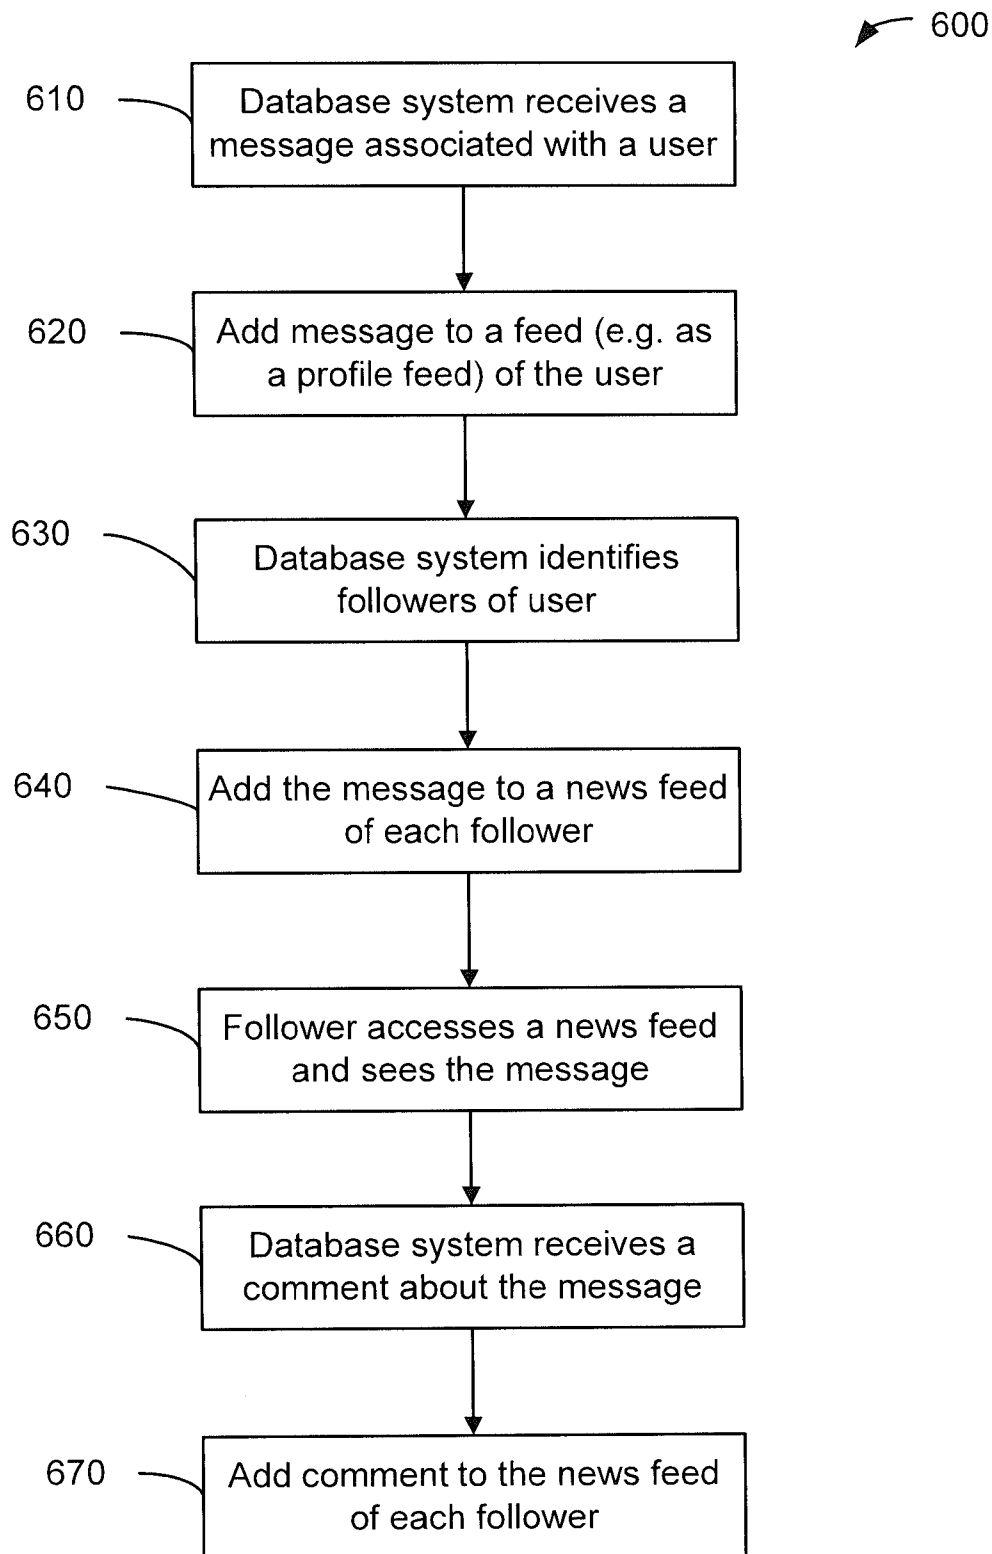 600
610
Database system receives a
message associated with a user
620
Add message to a feed (e.g. as
a profile feed) of the user
630
Database system identifies
followers of user
640
Add the message to a news feed
of each follower
650
Follower accesses a news feed
and sees the message
660
Database system receives a
comment about the message
670
Add comment to the news feed
of each follower